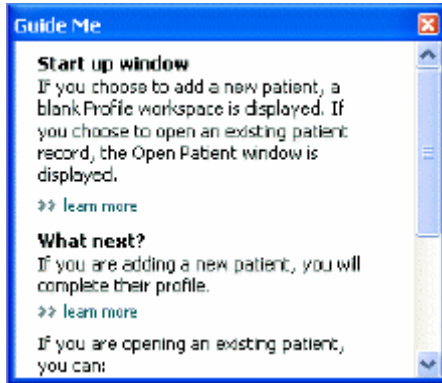 Guide Me
Start up window
If you choose to add a new patient, a
blank Profile workspace is displayed. If
you choose to open an existing patient
record, the Open Patient window is
displayed.
>> learn more
What next?
If you are adding a new patient, you will
complete their profile.
>> learn more
If you are opening an existing patient,
you can: